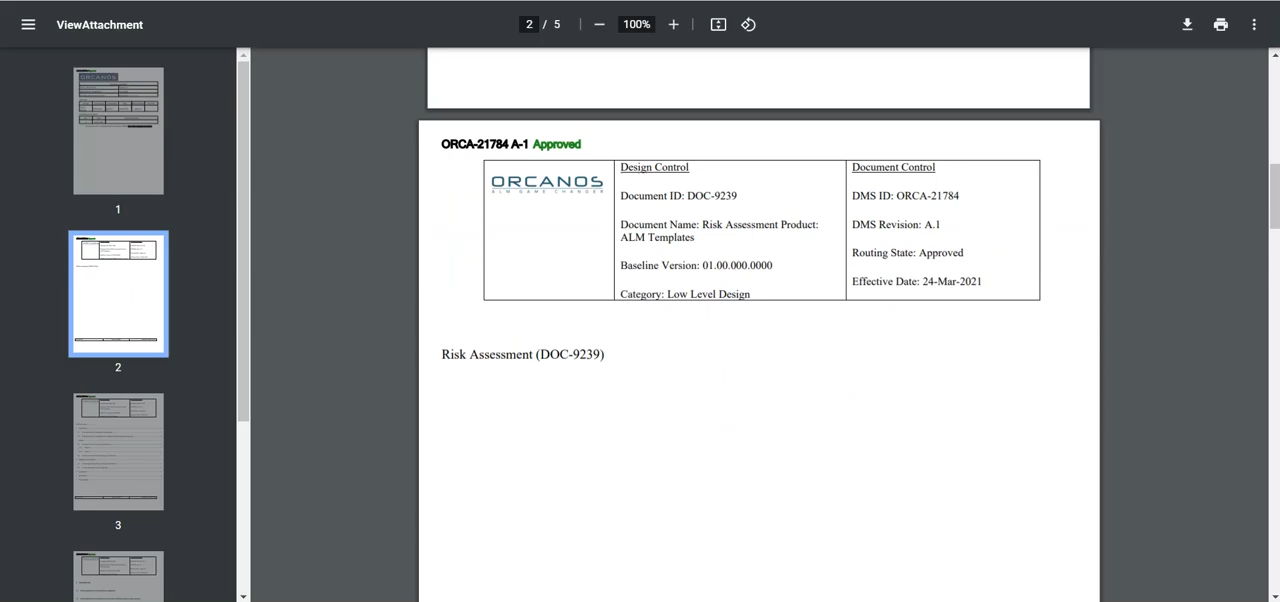 ViewAttachment
2 / 5
100%
1
2
3
ORCA-21784 A-1 Approved
ORCANOS
ALM GAME CHANGER
Design Control
Document ID: DOC-9239
Document Name: Risk Assessment Product:
ALM Templates
Baseline Version: 01.00.000.0000
Category: Low Level Design
Document Control
DMS ID: ORCA-21784
DMS Revision: A.1
Routing State: Approved
Effective Date: 24-Mar-2021
Risk Assessment (DOC-9239)